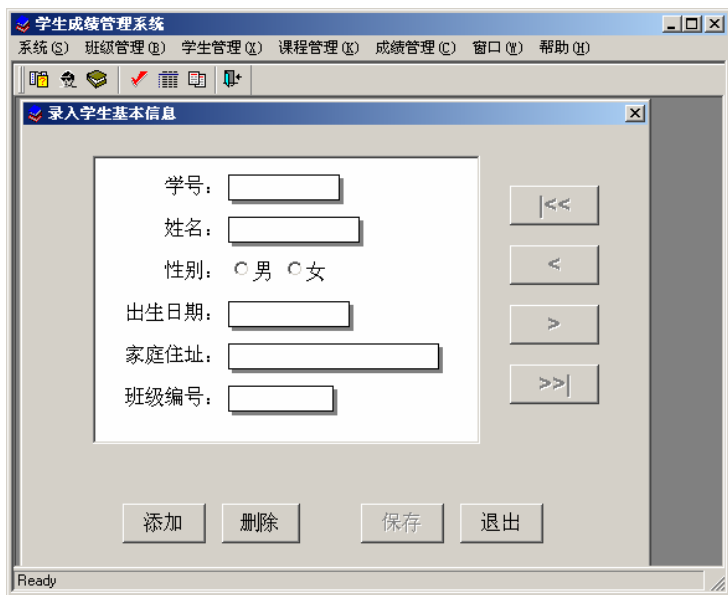 学生成绩管理系统
系统(S) 班级管理(B) 学生管理(X) 课程管理(K) 成绩管理(C) 窗口(W) 帮助(H)
录入学生基本信息
学号：
姓名：
性别： 男 女
出生日期：
家庭住址：
班级编号：
|<<
<
>
>>|
添加 删除 保存 退出
Ready